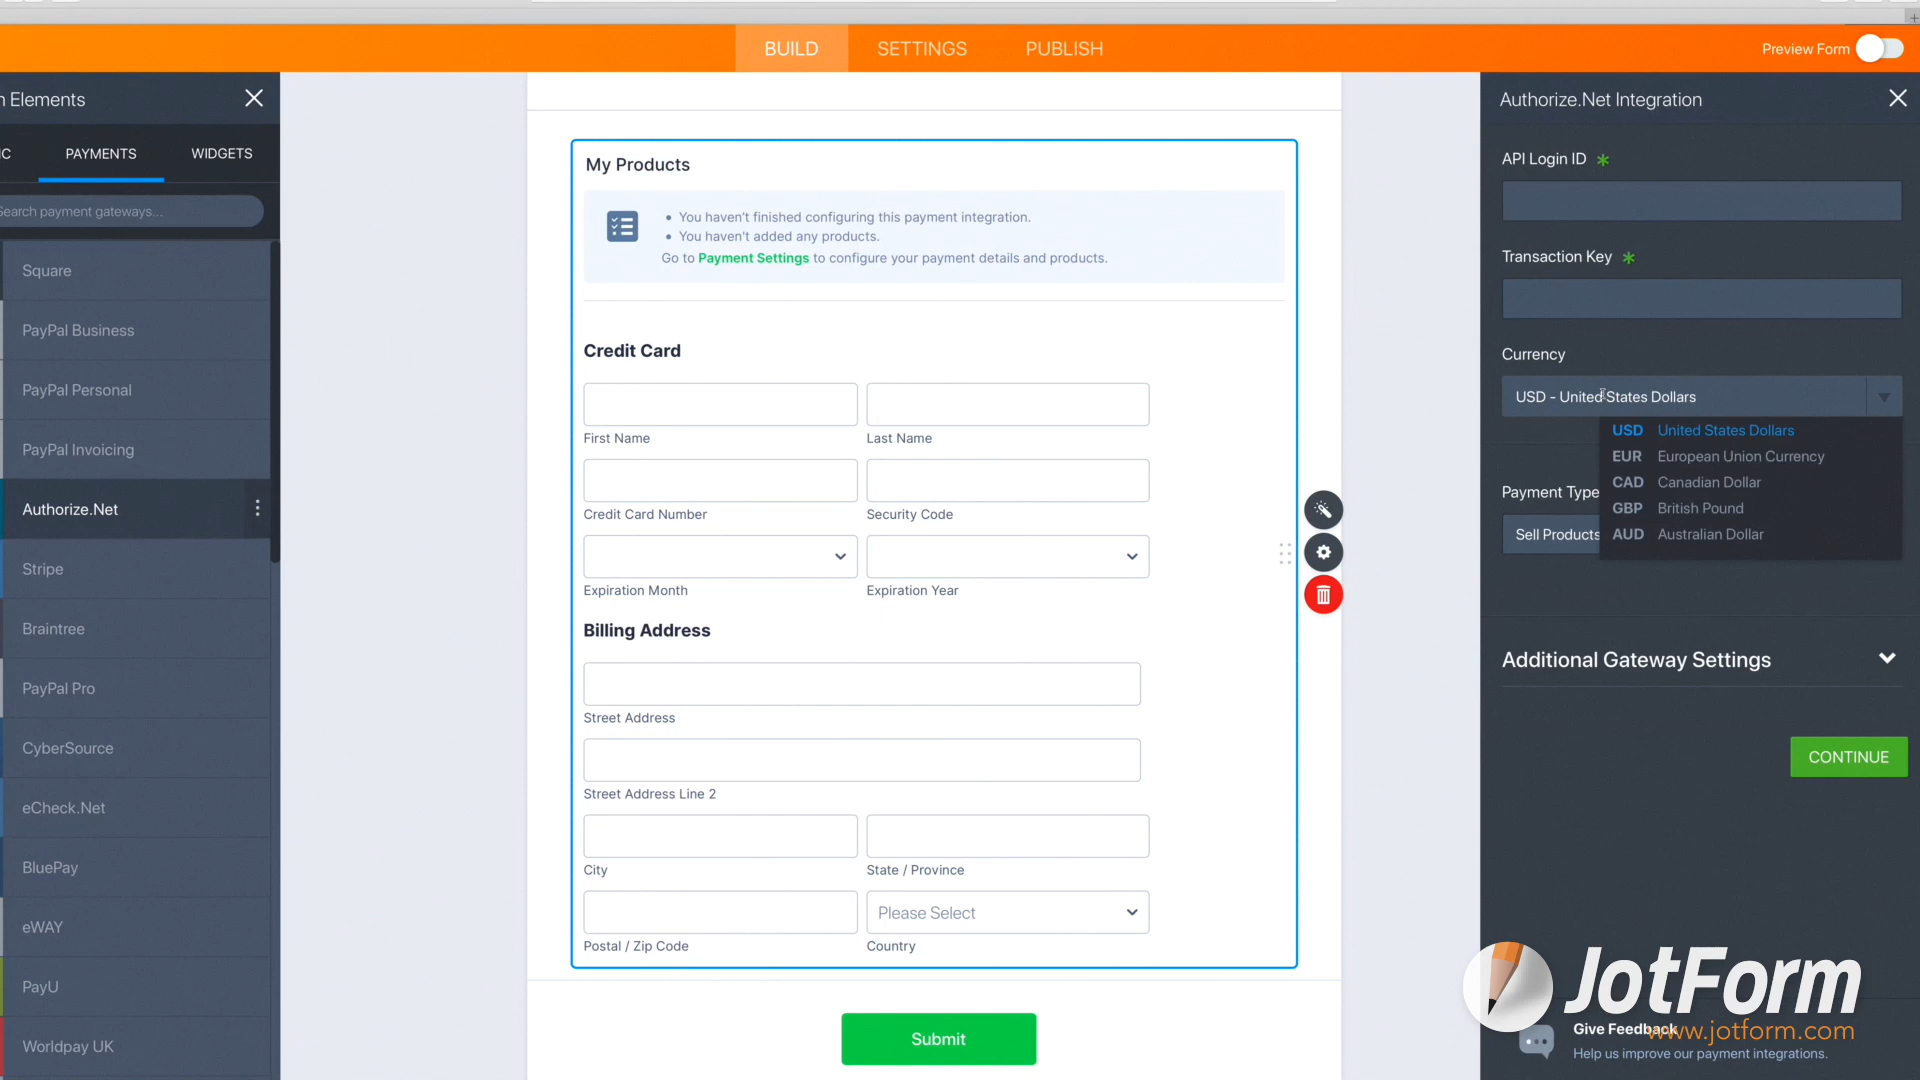 BUILD
SETTINGS
PUBLISH
Preview Form
n Elements
IC
PAYMENTS
WIDGETS
Search payment gateways...
Square
PayPal Business
PayPal Personal
PayPal Invoicing
Authorize.Net
Stripe
Braintree
PayPal Pro
CyberSource
eCheck.Net
BluePay
eWAY
PayU
Worldpay UK
My Products
You haven't finished configuring this payment integration.
You haven't added any products.
Go to Payment Settings to configure your payment details and products.
Credit Card
First Name
Last Name
Credit Card Number
Security Code
Expiration Month
Expiration Year
Billing Address
Street Address
Street Address Line 2
City
State / Province
Please Select
Postal / Zip Code
Country
Submit
Authorize.Net Integration
API Login ID
Transaction Key
Currency
USD - United States Dollars
USD United States Dollars
EUR European Union Currency
CAD Canadian Dollar
GBP British Pound
AUD Australian Dollar
Payment Type
Sell Products
Additional Gateway Settings
CONTINUE
JotForm
www.jotform.com
Give Feedback
Help us improve our payment integrations.